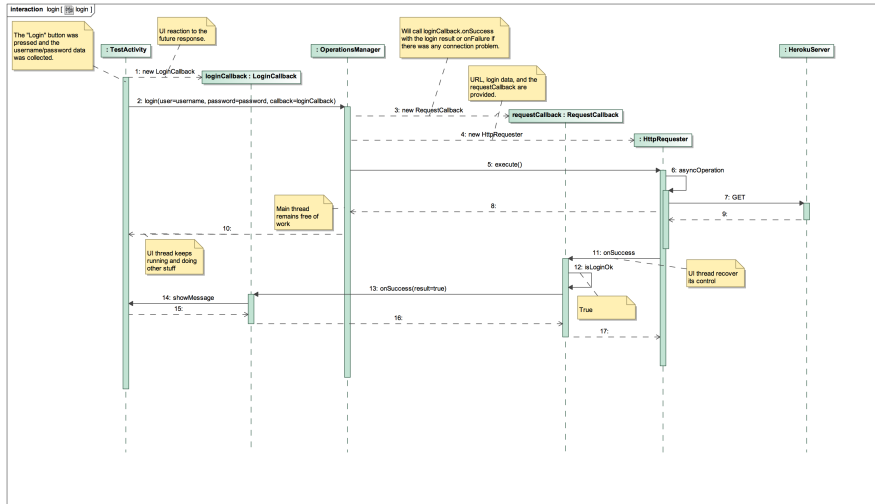 interaction login [ login ]
The "Login" button was
pressed and the
username/password data
was collected.
UI reaction to the
future response.
Will call loginCallback.onSuccess
with the login result or onFailure if
there was any connection problem.
: TestActivity
: OperationsManager
: HerokuServer
1: new LoginCallback
loginCallback : LoginCallback
URL, login data, and the
requestCallback are
provided.
2: login(user=username, password=password, callback=loginCallback)
3: new RequestCallback
requestCallback : RequestCallback
4: new HttpRequester
: HttpRequester
5: execute()
6: asyncOperation
7: GET
Main thread
remains free of
work
8:
9:
10:
UI thread keeps
running and doing
other stuff
11: onSuccess
12: isLoginOk
UI thread recover
its control
13: onSuccess(result=true)
14: showMessage
True
15:
16:
17: